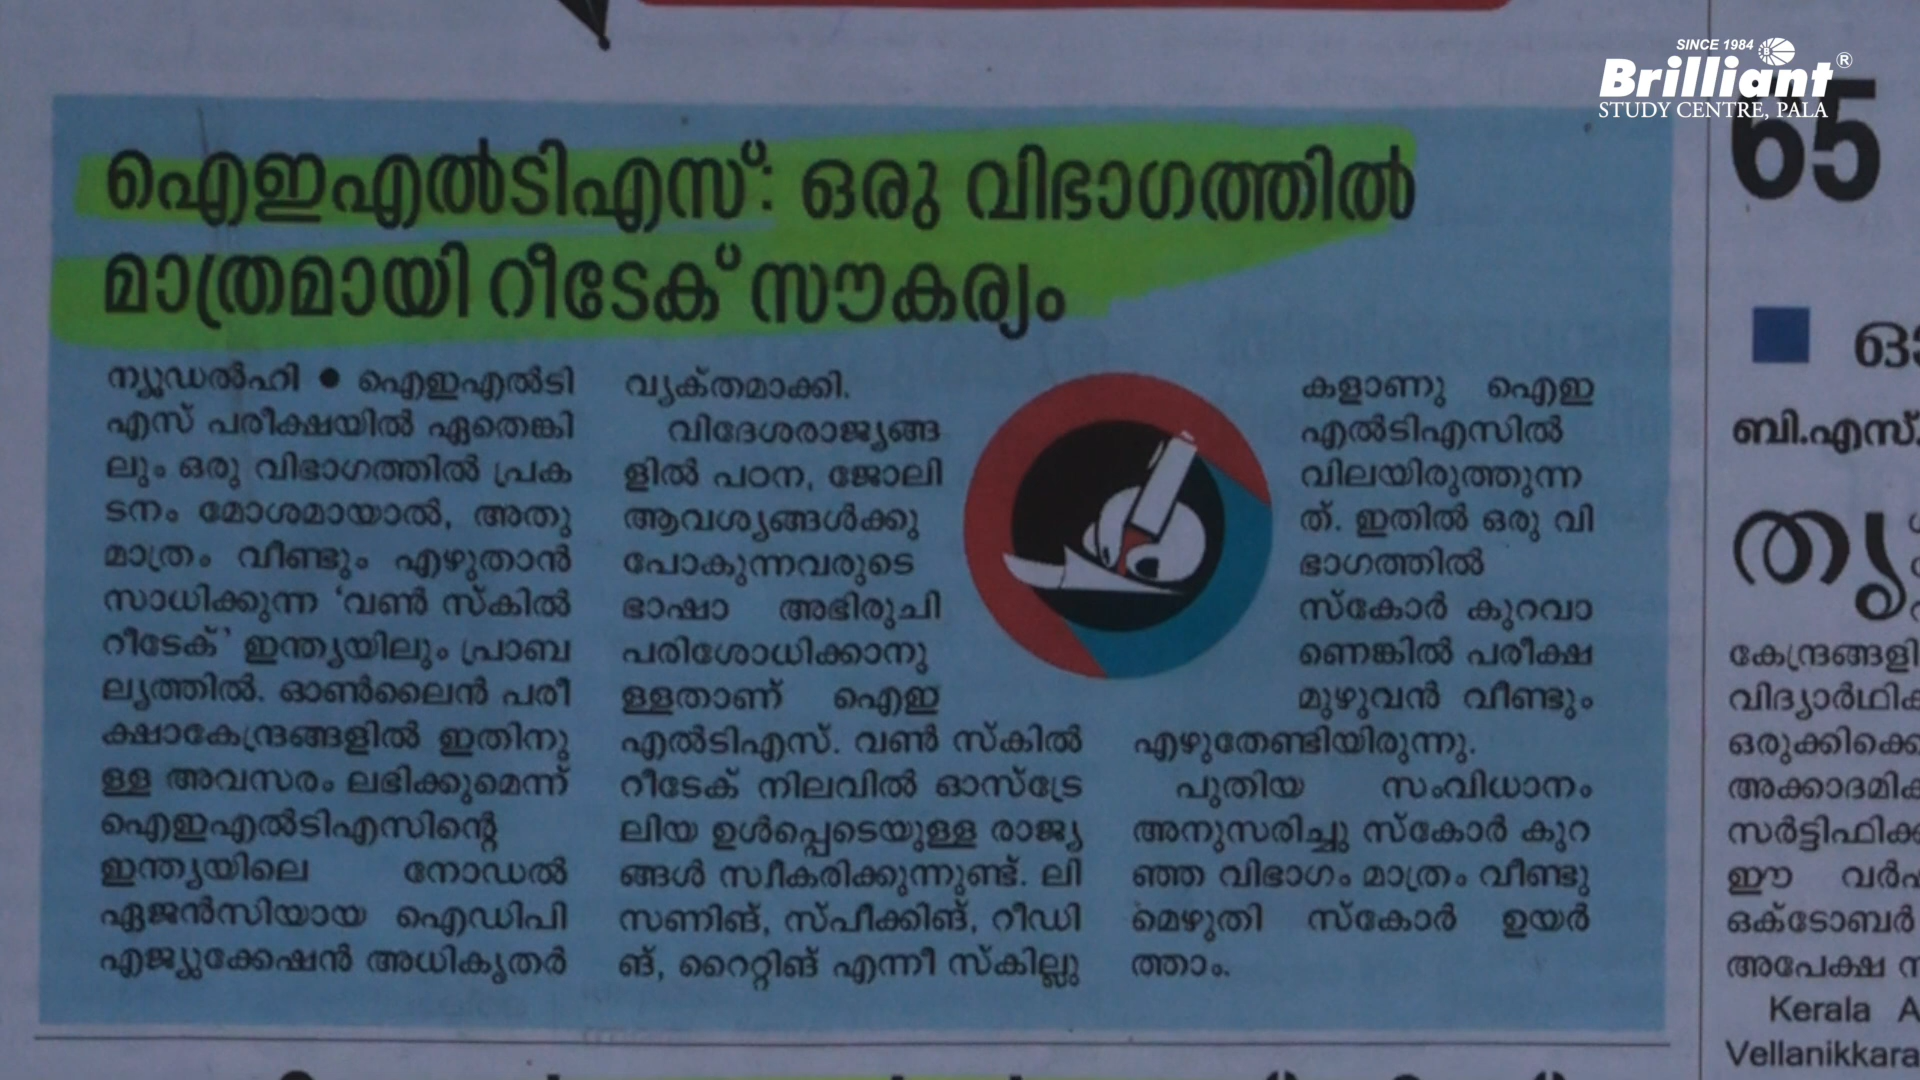 SINCE 1984
Brilliant®
STUDY CENTRE, PALA
ഐഇഎൽടിഎസ്: ഒരു വിഭാഗത്തിൽ
മാത്രമായി റീടേക് സൗകര്യം
ന്യൂഡൽഹി ● ഐഇഎൽടി
എസ് പരീക്ഷയിൽ ഏതെങ്കി
ലും ഒരു വിഭാഗത്തിൽ പ്രക
ടനം മോശമായാൽ, അതു
മാത്രം വീണ്ടും എഴുതാൻ
സാധിക്കുന്ന ‘വൺ സ്കിൽ
റീടേക്’ ഇന്ത്യയിലും പ്രാബ
ല്യത്തിൽ. ഓൺലൈൻ പരീ
ക്ഷാകേന്ദ്രങ്ങളിൽ ഇതിനു
ള്ള അവസരം ലഭിക്കുമെന്ന്
ഐഇഎൽടിഎസിന്റെ
ഇന്ത്യയിലെ നോഡൽ
ഏജൻസിയായ ഐഡിപി
എജ്യുക്കേഷൻ അധികൃതർ
വ്യക്തമാക്കി.
വിദേശരാജ്യങ്ങ
ളിൽ പഠന, ജോലി
ആവശ്യങ്ങൾക്കു
പോകുന്നവരുടെ
ഭാഷാ അഭിരുചി
പരിശോധിക്കാനു
ള്ളതാണ് ഐഇ
എൽടിഎസ്. വൺ സ്കിൽ
റീടേക് നിലവിൽ ഓസ്ട്രേ
ലിയ ഉൾപ്പെടെയുള്ള രാജ്യ
ങ്ങൾ സ്വീകരിക്കുന്നുണ്ട്. ലി
സണിങ്, സ്പീക്കിങ്, റീഡി
ങ്, റൈറ്റിങ് എന്നീ സ്കില്ലു
കളാണു ഐഇ
എൽടിഎസിൽ
വിലയിരുത്തുന്ന
ത്. ഇതിൽ ഒരു വി
ഭാഗത്തിൽ
സ്കോർ കുറവാ
ണെങ്കിൽ പരീക്ഷ
മുഴുവൻ വീണ്ടും
എഴുതേണ്ടിയിരുന്നു.
പുതിയ സംവിധാനം
അനുസരിച്ചു സ്കോർ കുറ
ഞ്ഞ വിഭാഗം മാത്രം വീണ്ടു
മെഴുതി സ്കോർ ഉയർ
ത്താം.
65
ബി.എസ്.
കേന്ദ്രങ്ങളി
വിദ്യാർഥിക
ഒരുക്കിക്കൊ
അക്കാദമിക
സർട്ടിഫിക്ക
ഈ വർഷ
ഒക്ടോബർ
അപേക്ഷ ന
Kerala A
Vellanikkara